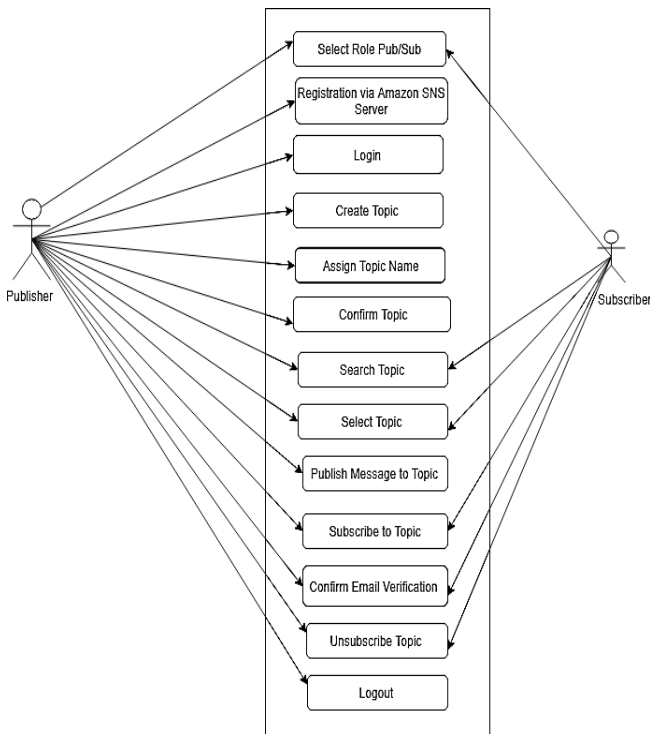 Select Role Pub/Sub
Registration via Amazon SNS
Server
Login
Create Topic
Assign Topic Name
Publisher
Subscriber
Confirm Topic
Search Topic
Select Topic
Publish Message to Topic
Subscribe to Topic
Confirm Email Verification
Unsubscribe Topic
Logout